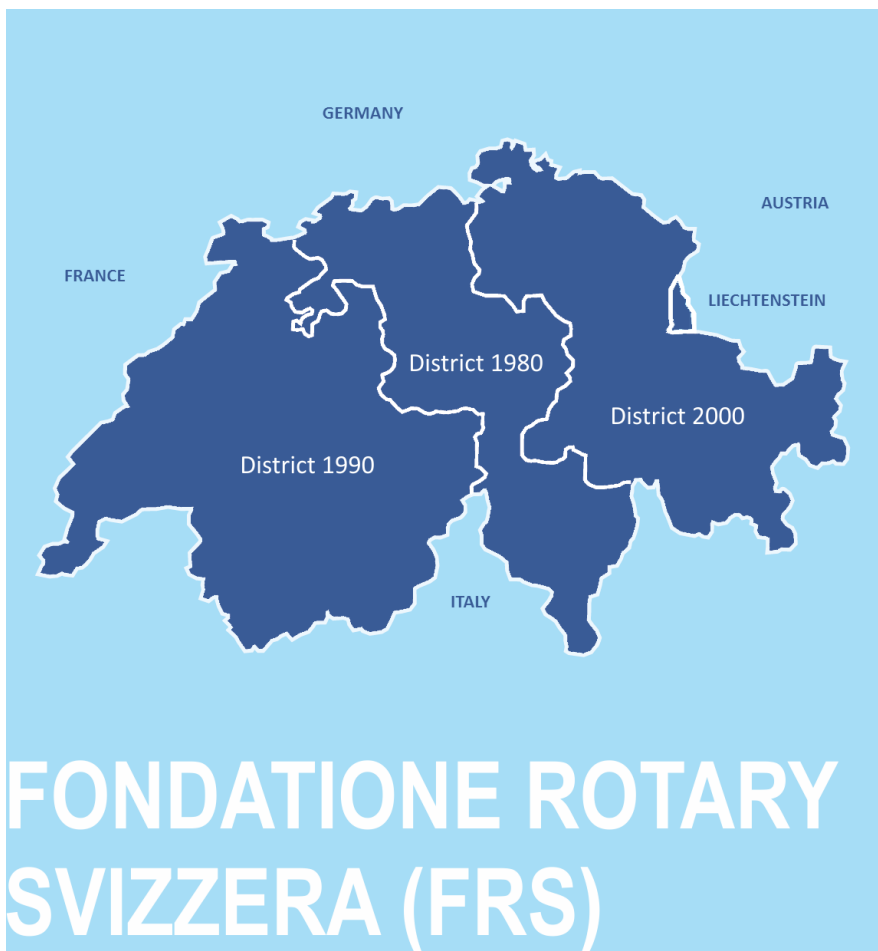 GERMANY
AUSTRIA
FRANCE
LIECHTENSTEIN
District 1980
District 2000
District 1990
ITALY
FONDATIONE ROTARY
SVIZZERA (FRS)